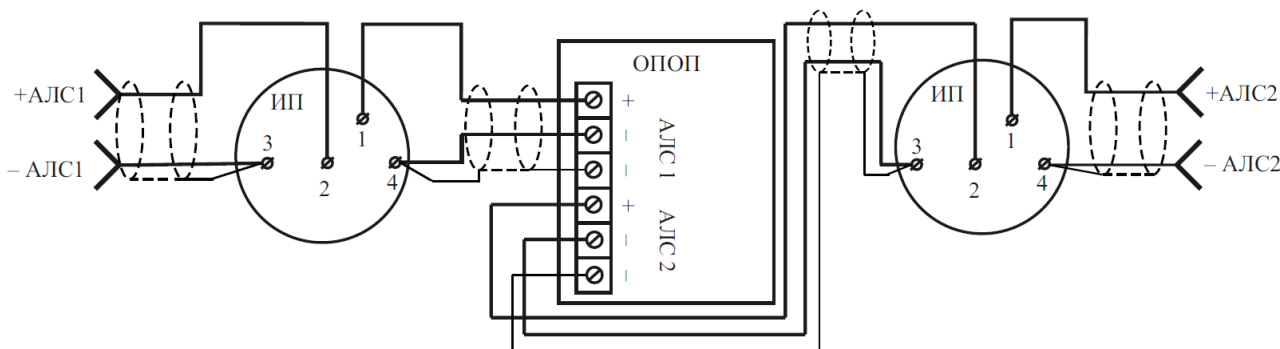 +АЛС1
– АЛС1
ИП
1
2
3
4
ОПОП
+
–
–
+
–
–
АЛС 1
АЛС 2
ИП
1
2
3
4
+АЛС2
– АЛС2